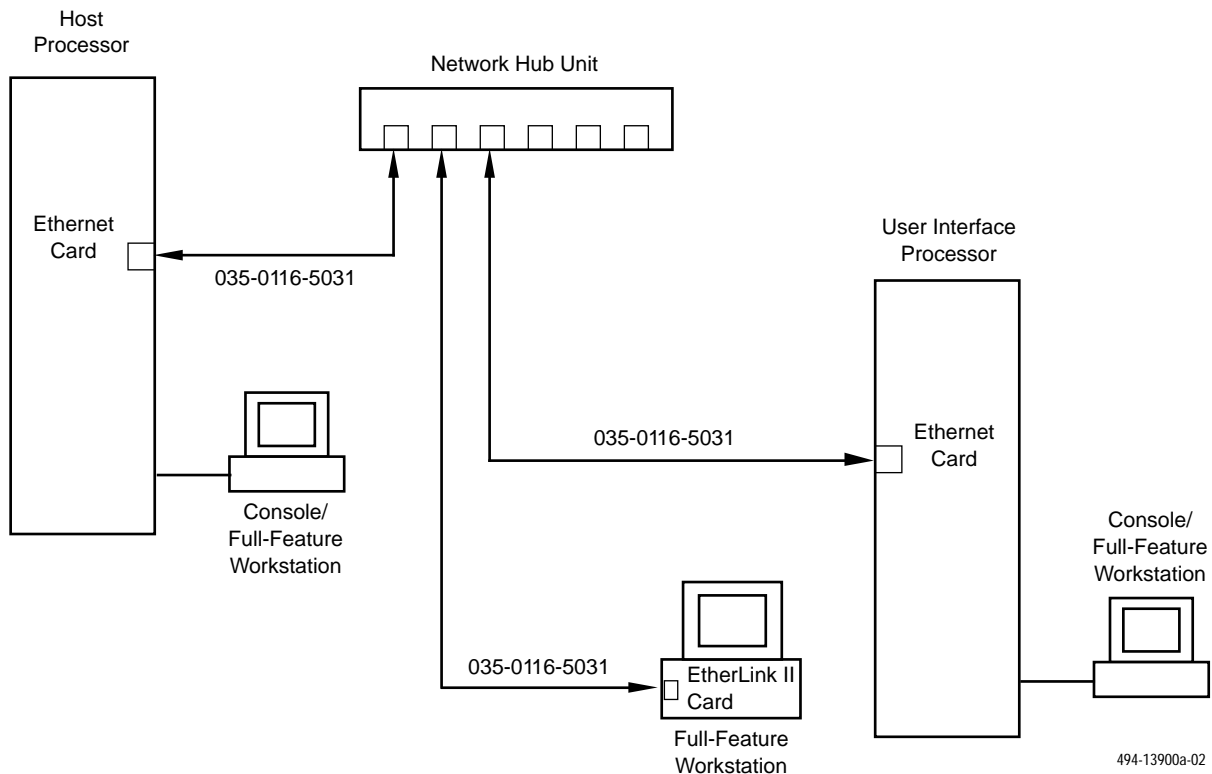 Host
Processor
Network Hub Unit
Ethernet
Card
035-0116-5031
User Interface
Processor
035-0116-5031
Ethernet
Card
Console/
Full-Feature
Workstation
Console/
Full-Feature
Workstation
035-0116-5031
EtherLink II
Card
Full-Feature
Workstation
494-13900a-02